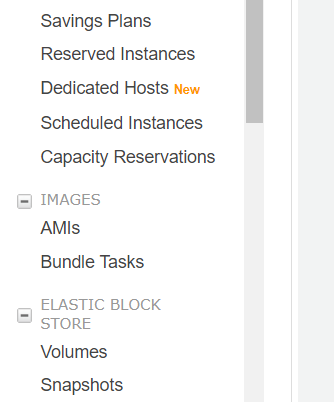 Savings Plans
Reserved Instances
Dedicated Hosts New
Scheduled Instances
Capacity Reservations
IMAGES
AMIs
Bundle Tasks
ELASTIC BLOCK
STORE
Volumes
Snapshots